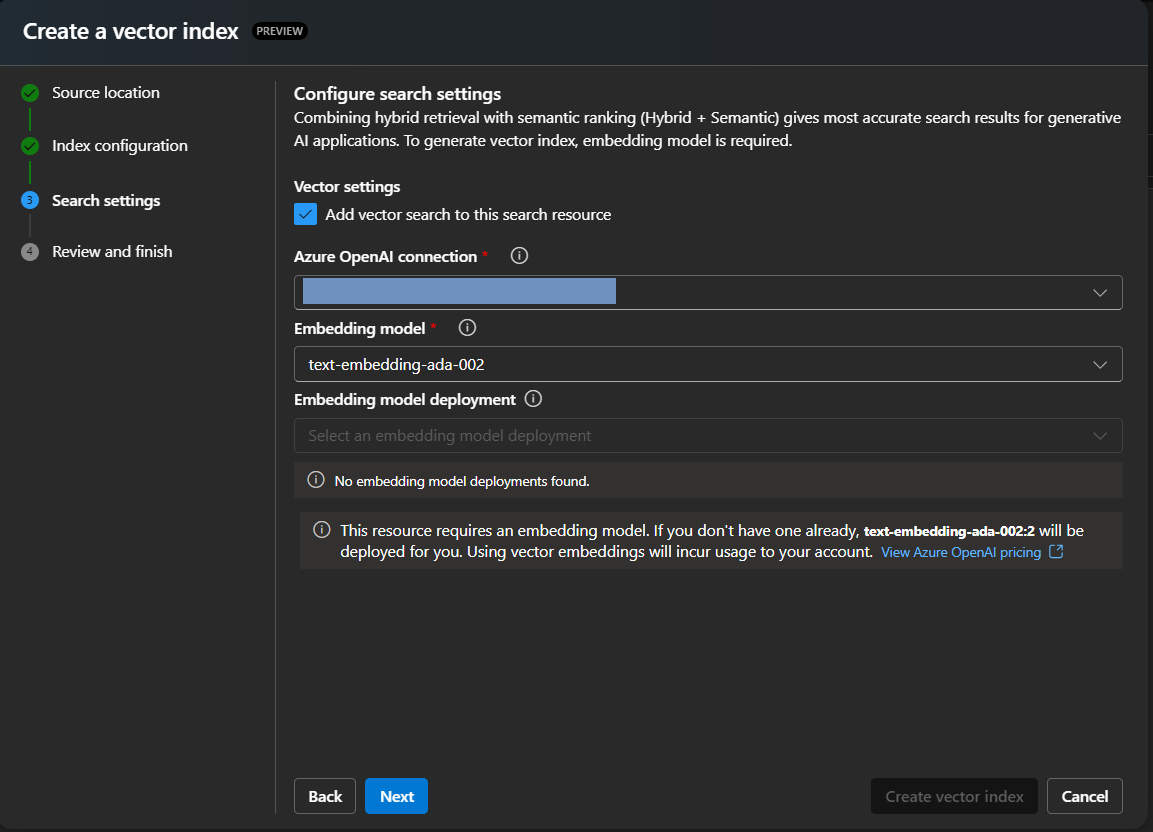 Create a vector index PREVIEW
Source location
Index configuration
3 Search settings
4 Review and finish
Configure search settings
Combining hybrid retrieval with semantic ranking (Hybrid + Semantic) gives most accurate search results for generative
AI applications. To generate vector index, embedding model is required.
Vector settings
Add vector search to this search resource
Azure OpenAI connection *
Embedding model *
text-embedding-ada-002
Embedding model deployment
Select an embedding model deployment
No embedding model deployments found.
This resource requires an embedding model. If you don't have one already, text-embedding-ada-002:2 will be
deployed for you. Using vector embeddings will incur usage to your account. View Azure OpenAI pricing
Back Next Create vector index Cancel